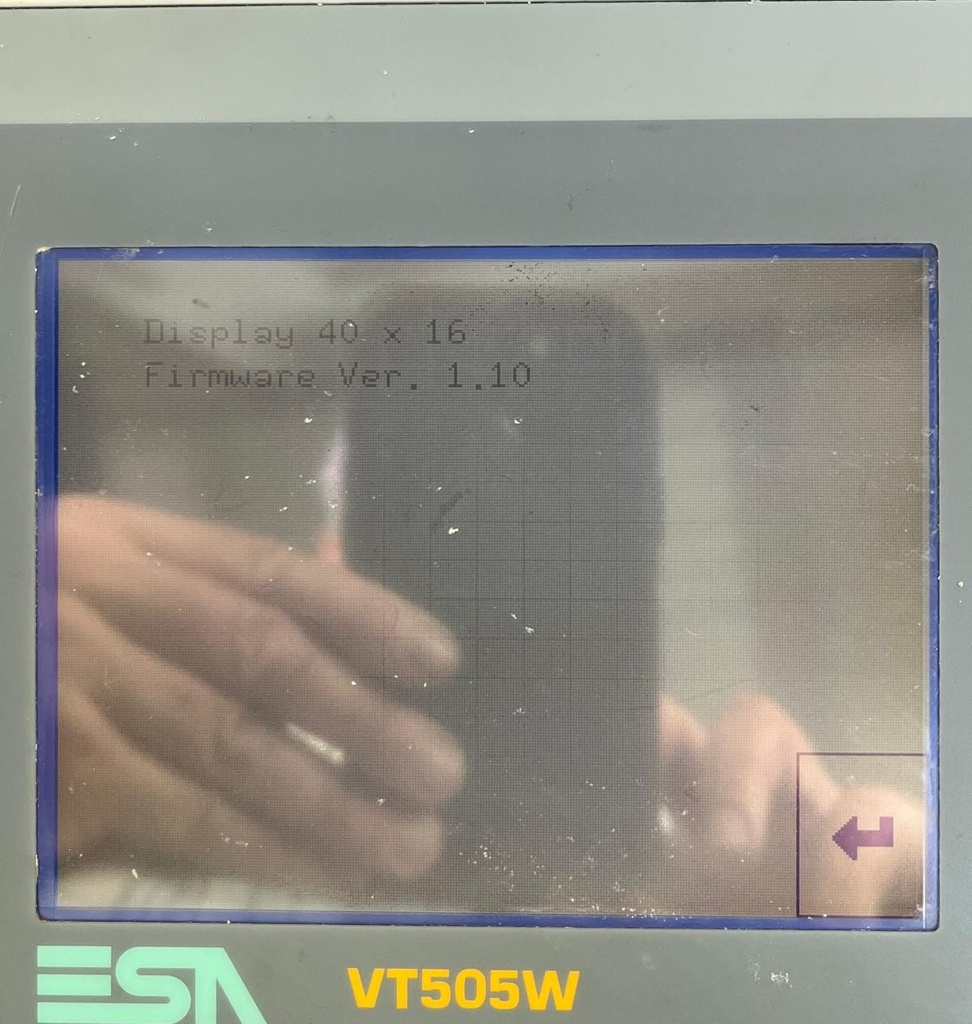 Display 40 x 16
Firmware Ver. 1.10
ESA
VT505W